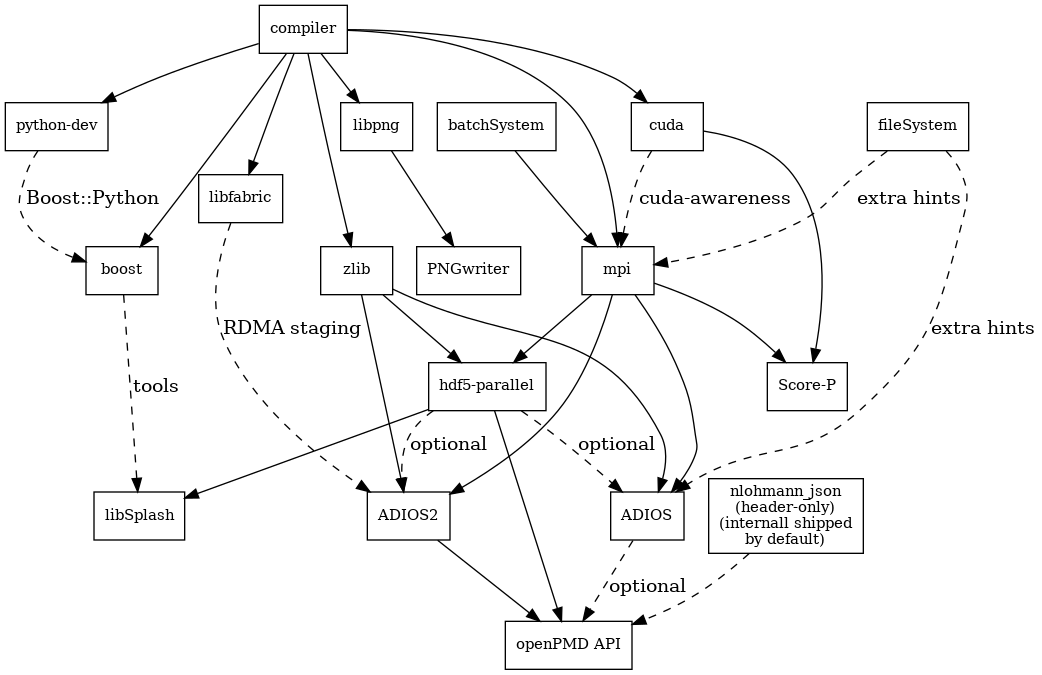 compiler
python-dev
libpng
batchSystem
cuda
fileSystem
Boost::Python
libfabric
cuda-awareness
extra hints
boost
zlib
PNGwriter
mpi
RDMA staging
extra hints
tools
hdf5-parallel
Score-P
optional
optional
libSplash
ADIOS2
ADIOS
nlohmann_json
(header-only)
(internall shipped
by default)
optional
openPMD API